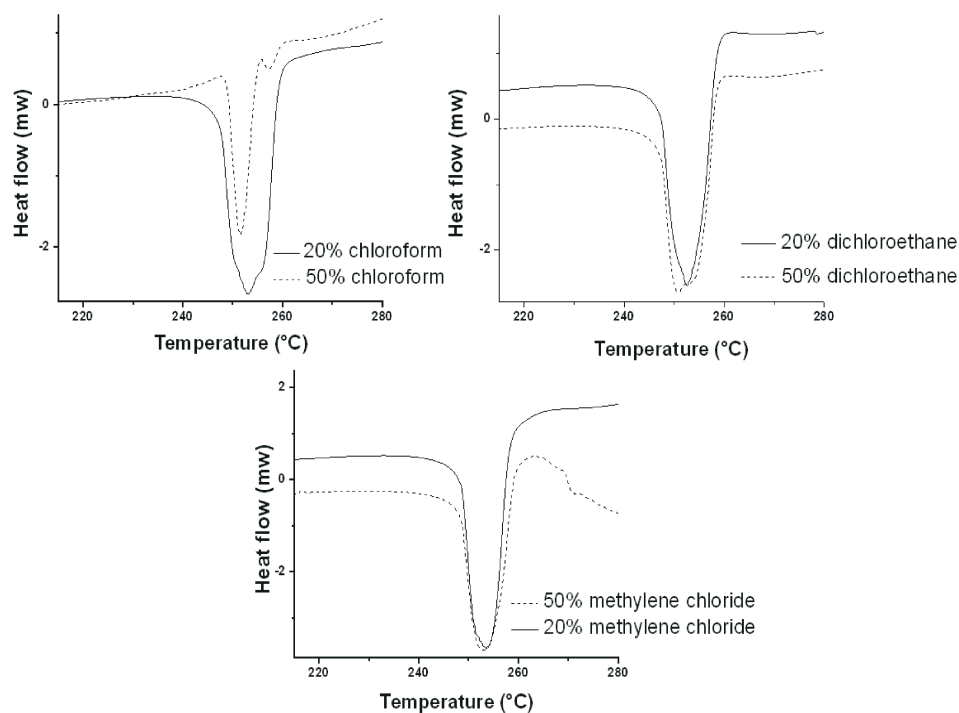 Heat flow (mw)
0
-2
220
240
260
280
Temperature (°C)
20% chloroform
50% chloroform
Heat flow (mw)
0
-2
220
240
260
280
Temperature (°C)
20% dichloroethane
50% dichloroethane
Heat flow (mw)
2
0
-2
220
240
260
280
Temperature (°C)
50% methylene chloride
20% methylene chloride